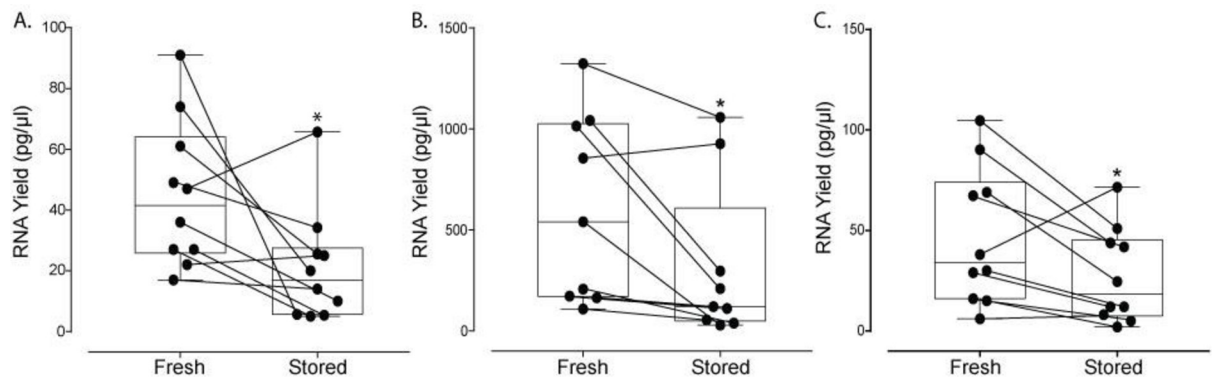 A.
RNA Yield (pg/µl)
100
80
60
40
20
0
*
Fresh Stored
B.
RNA Yield (pg/µl)
1500
1000
500
0
*
Fresh Stored
C.
RNA Yield (pg/µl)
150
100
50
0
*
Fresh Stored